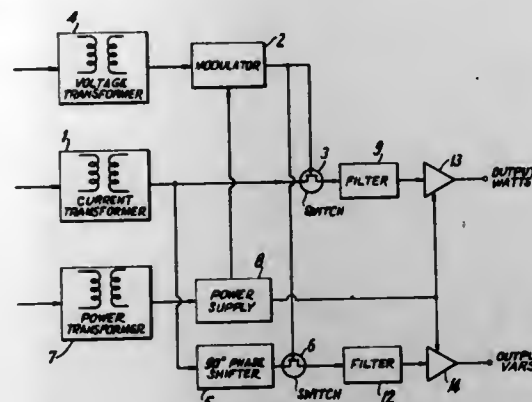 4
VOLTAGE
TRANSFORMER
2
MODULATOR
1
CURRENT
TRANSFORMER
3
SWITCH
9
FILTER
13
OUTPUT
WATTS
7
POWER
TRANSFORMER
8
POWER
SUPPLY
5
90° PHASE
SHIFTER
6
SWITCH
12
FILTER
14
OUTPUT
VARS